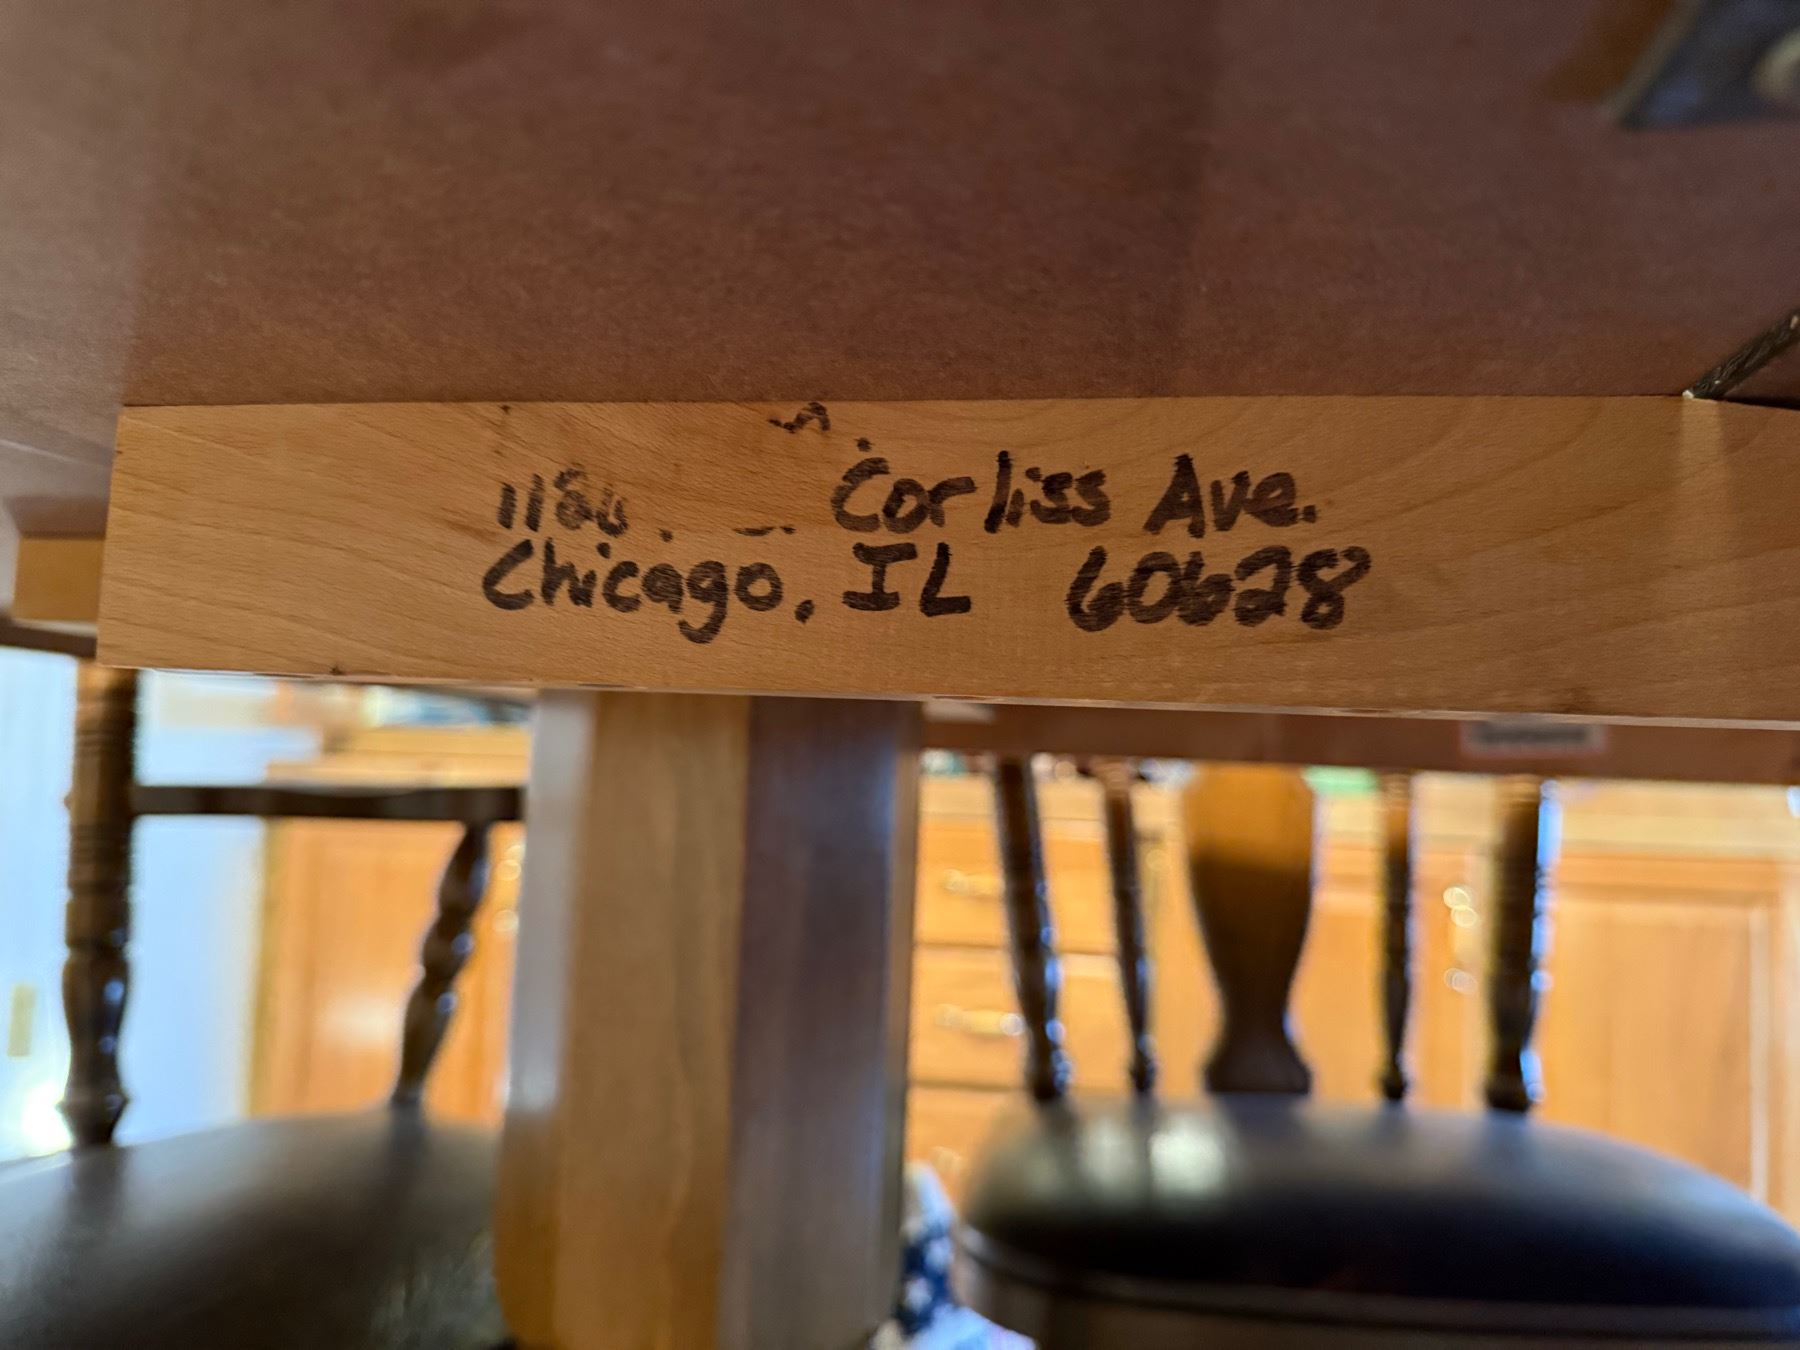 S. Corliss Ave.
Chicago, IL 60628